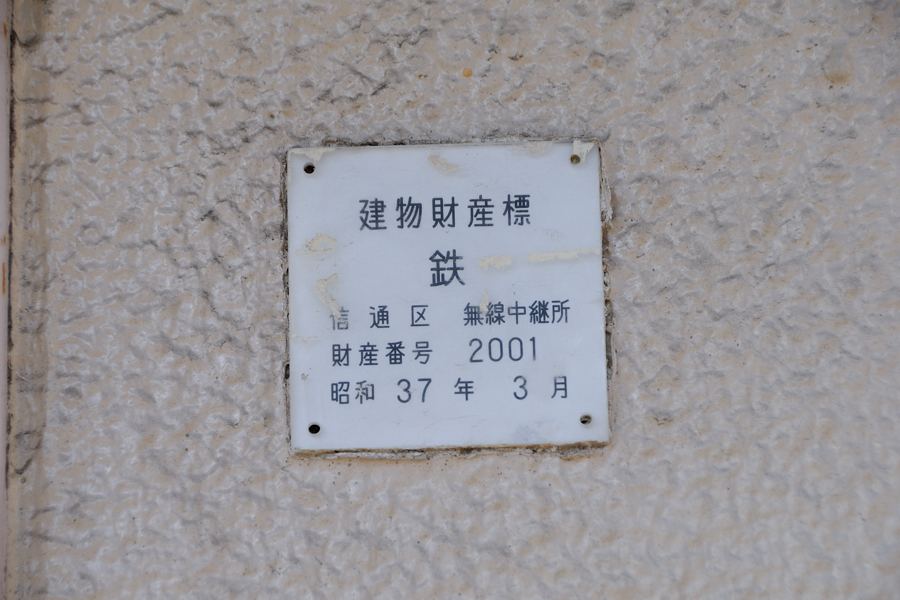 建物財産標
鉄
信通区 無線中継所
財産番号 2001
昭和 37 年 3 月